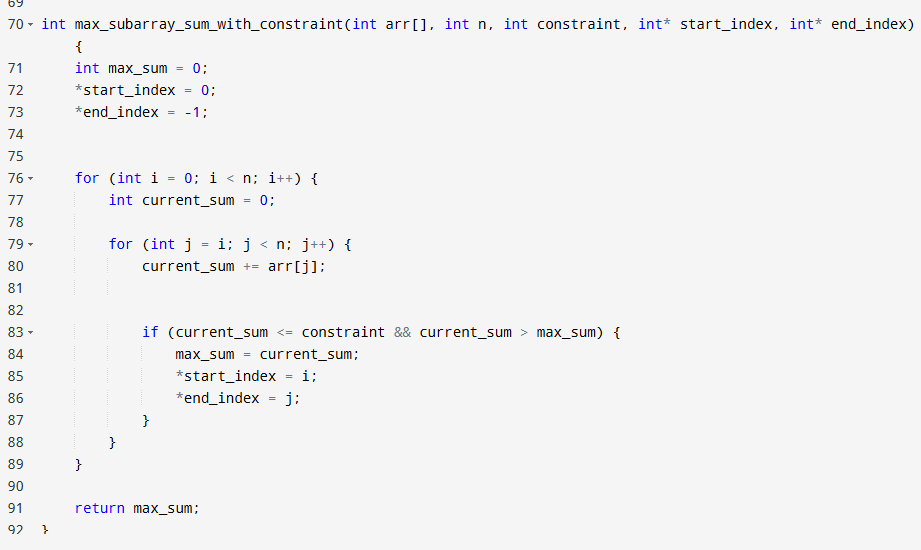 69
70 int max_subarray_sum_with_constraint(int arr[], int n, int constraint, int* start_index, int* end_index)
{
71 int max_sum = 0;
72 *start_index = 0;
73 *end_index = -1;
74
75
76 for (int i = 0; i < n; i++) {
77 int current_sum = 0;
78
79 for (int j = i; j < n; j++) {
80 current_sum += arr[j];
81
82
83 if (current_sum <= constraint && current_sum > max_sum) {
84 max_sum = current_sum;
85 *start_index = i;
86 *end_index = j;
87 }
88 }
89 }
90
91 return max_sum;
92 }